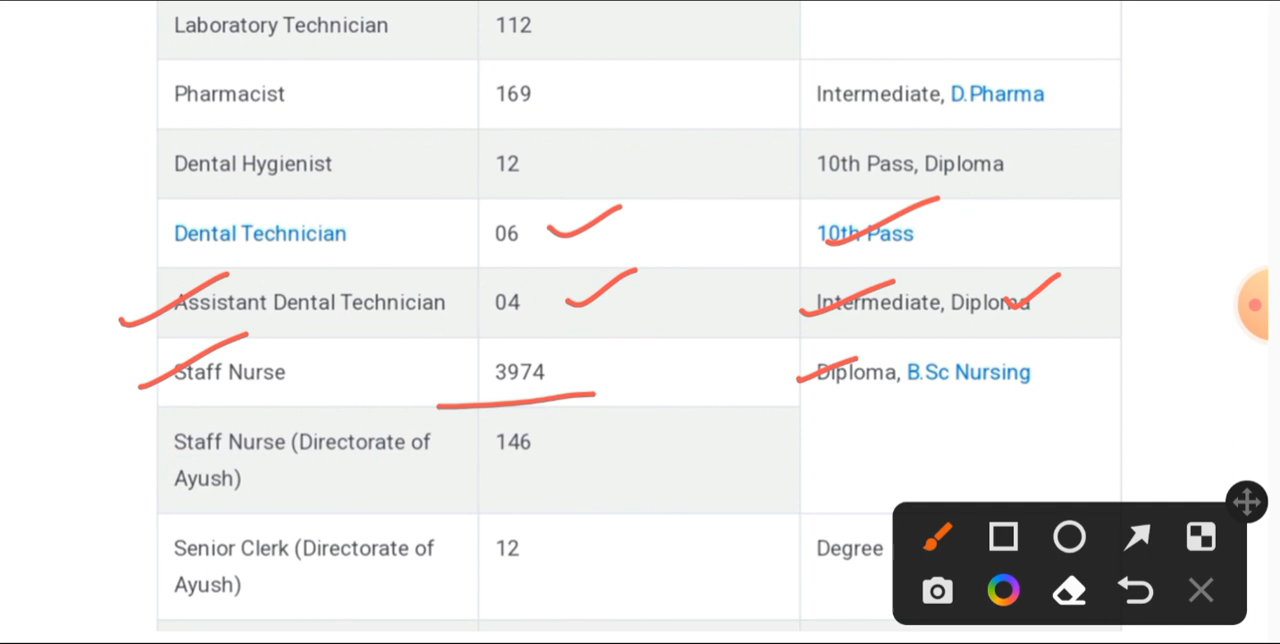 Laboratory Technician 112
Pharmacist 169 Intermediate, D.Pharma
Dental Hygienist 12 10th Pass, Diploma
Dental Technician 06 10th Pass
Assistant Dental Technician 04 Intermediate, Diploma
Staff Nurse 3974 Diploma, B.Sc Nursing
Staff Nurse (Directorate of 146
Ayush)
Senior Clerk (Directorate of 12 Degree
Ayush)